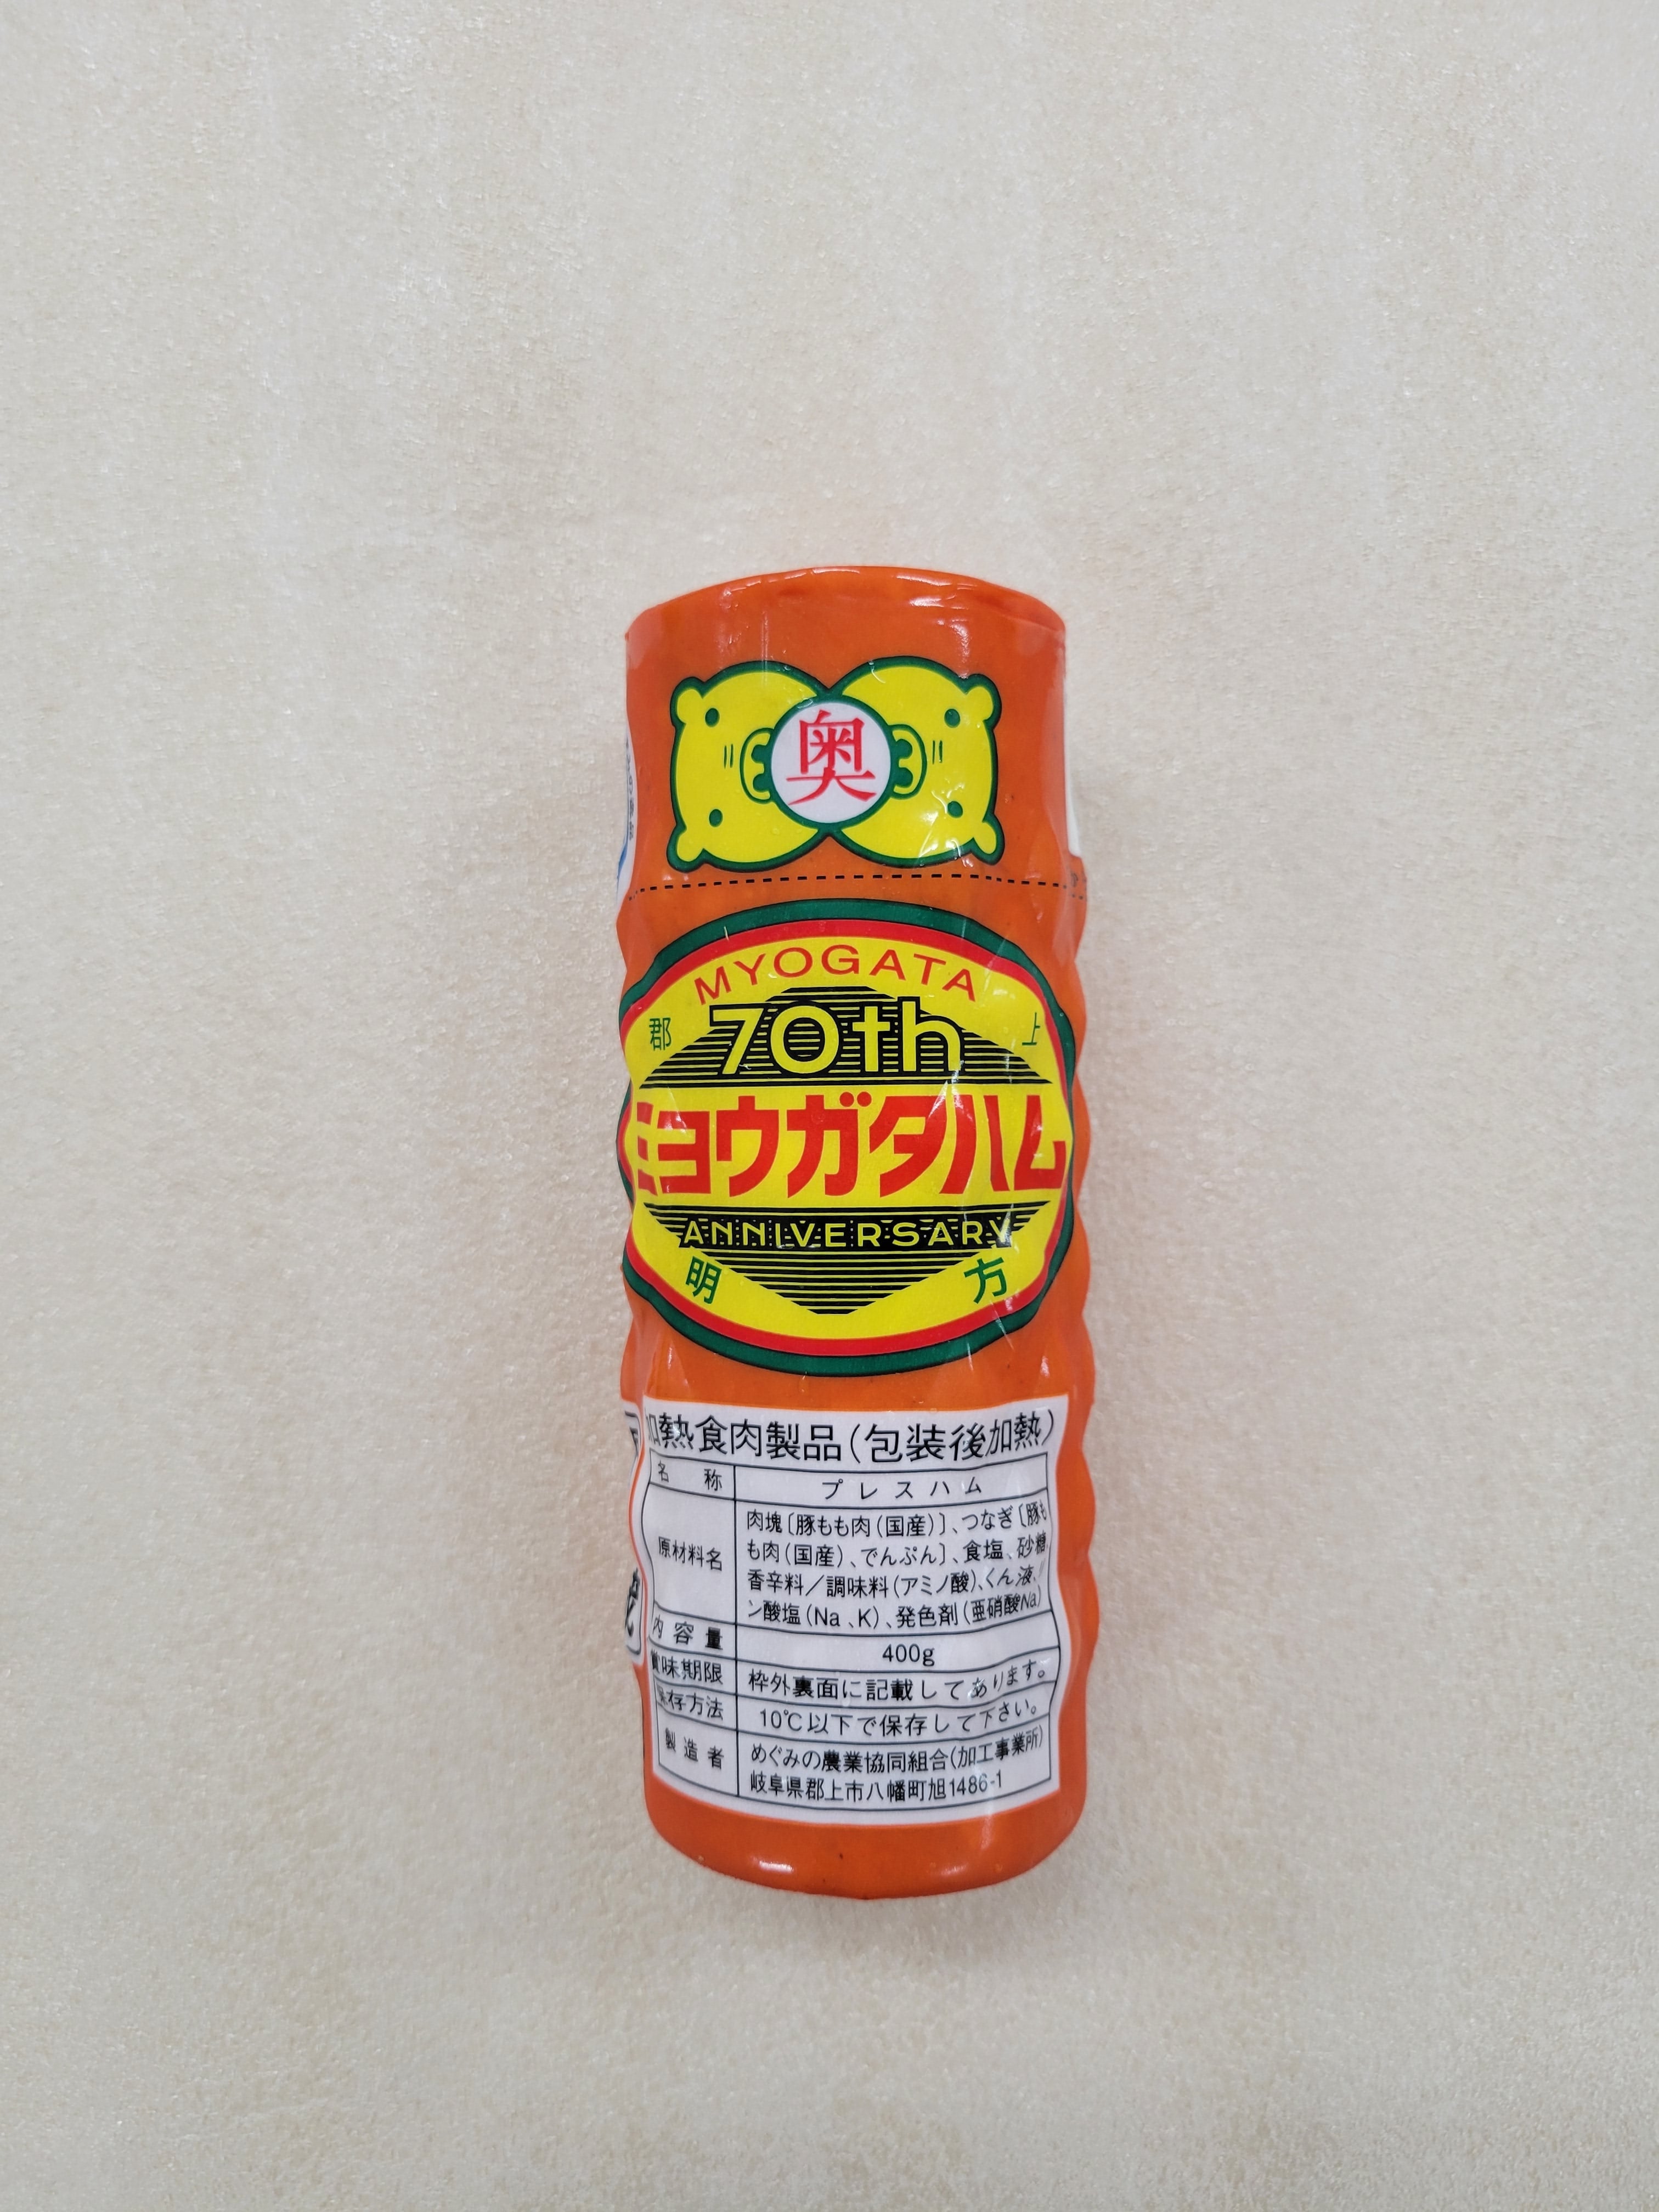 奥
MYOGATA
郡 70th 上
ミョウガタハム
ANNIVERSARY
明 方
加熱食肉製品(包装後加熱)
名称 プレスハム
原材料名 肉塊〔豚もも肉(国産)〕、つなぎ〔豚も
も肉(国産)、でんぷん〕、食塩、砂糖、
香辛料/調味料(アミノ酸)、くん液、
ン酸塩(Na、K)、発色剤(亜硝酸Na)
内容量 400g
賞味期限 枠外裏面に記載してあります。
保存方法 10℃以下で保存して下さい。
製造者 めぐみの農業協同組合(加工事業所)
岐阜県郡上市八幡町旭1486-1